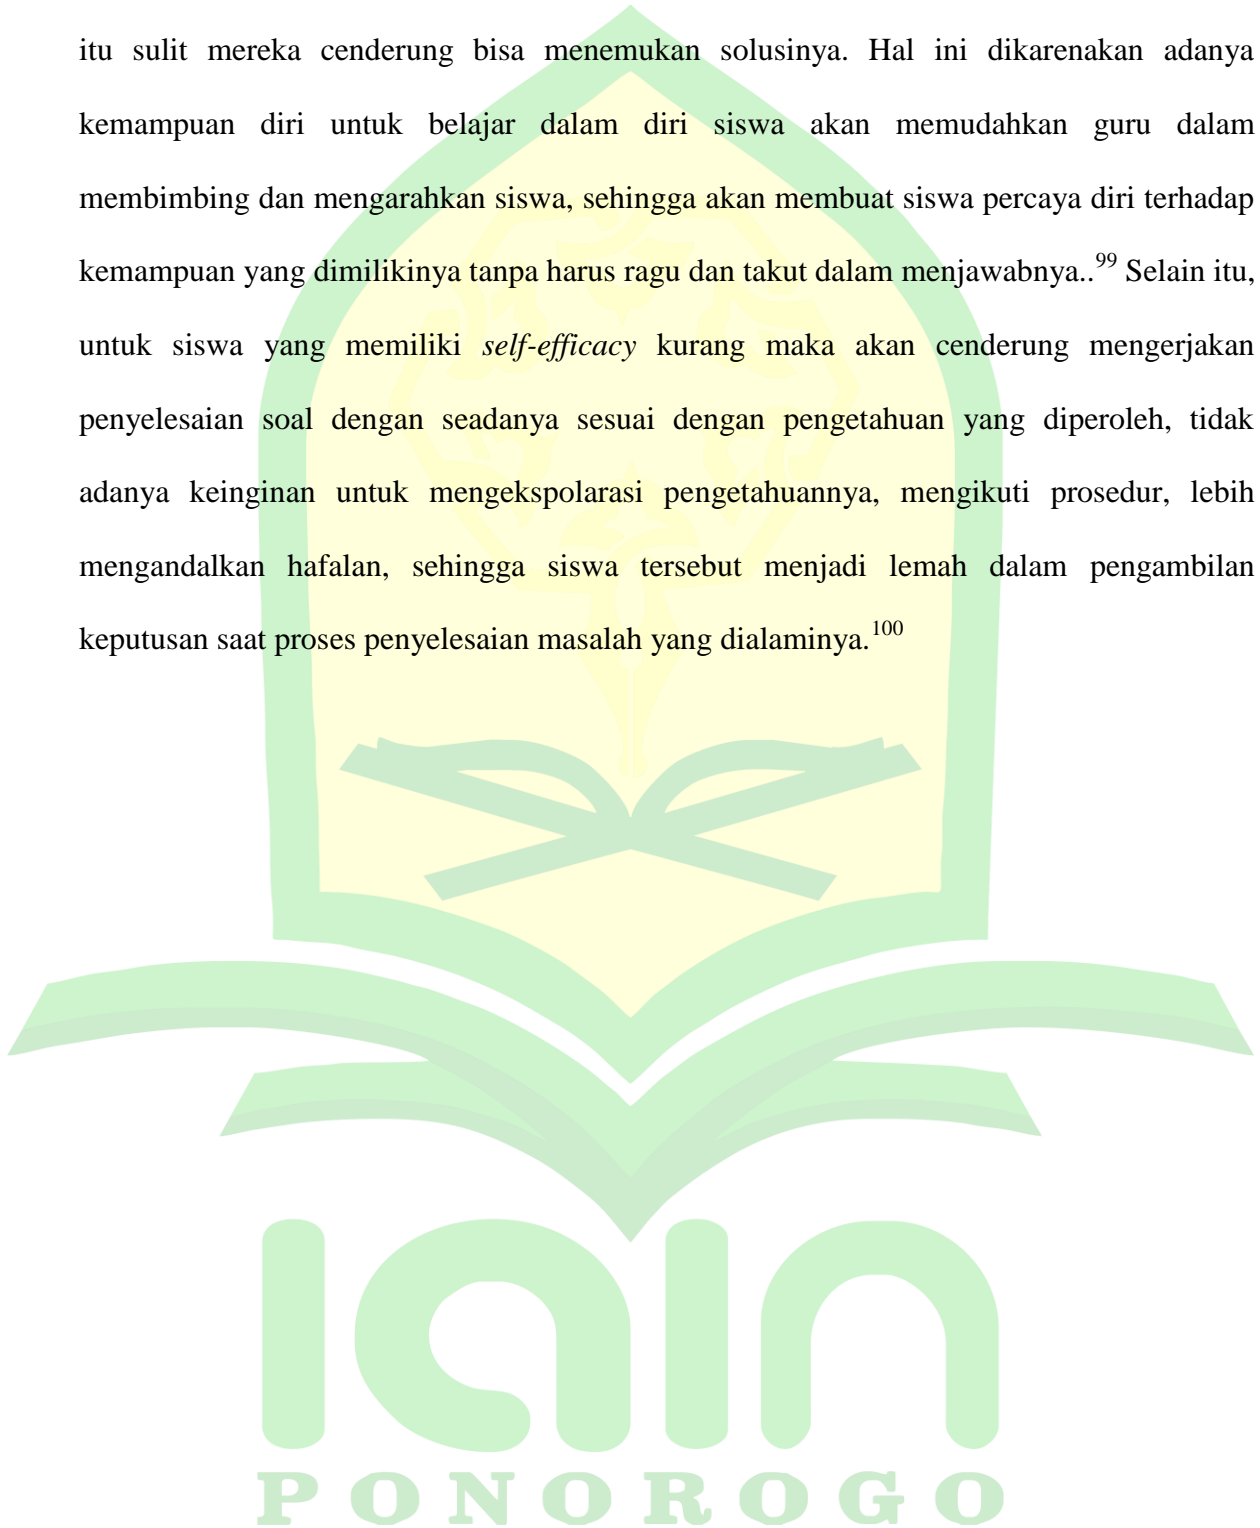 itu sulit mereka cenderung bisa menemukan solusinya. Hal ini dikarenakan adanya
kemampuan diri untuk belajar dalam diri siswa akan memudahkan guru dalam
membimbing dan mengarahkan siswa, sehingga akan membuat siswa percaya diri terhadap
kemampuan yang dimilikinya tanpa harus ragu dan takut dalam menjawabnya..99 Selain itu,
untuk siswa yang memiliki self-efficacy kurang maka akan cenderung mengerjakan
penyelesaian soal dengan seadanya sesuai dengan pengetahuan yang diperoleh, tidak
adanya keinginan untuk mengekspolarasi pengetahuannya, mengikuti prosedur, lebih
mengandalkan hafalan, sehingga siswa tersebut menjadi lemah dalam pengambilan
keputusan saat proses penyelesaian masalah yang dialaminya.100
iain
PONOROGO